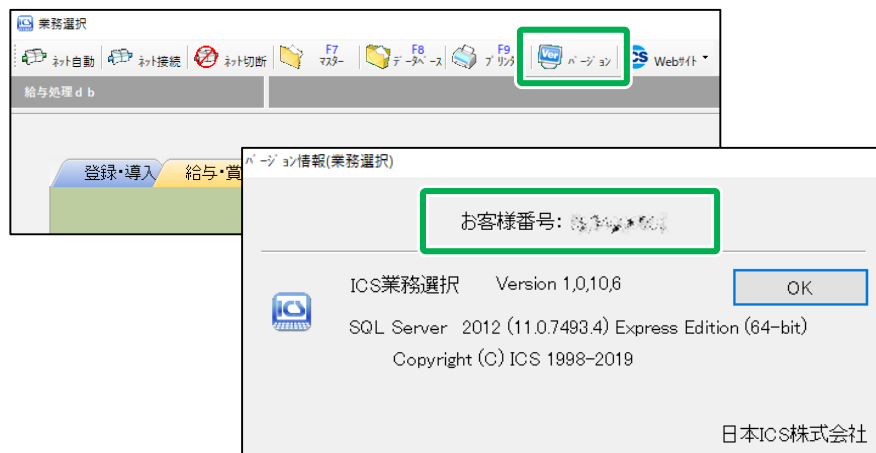 業務選択
ネット自動 ネット接続 ネット切断 F7 マスター F8 データベース F9 Ver バージョン Webサイト
給与処理db
登録・導入 給与・賞
バージョン情報(業務選択)
お客様番号:
ICS業務選択 Version 1,0,10,6 OK
ICS
SQL Server 2012 (11.0.7493.4) Express Edition (64-bit)
Copyright (C) ICS 1998-2019
日本ICS株式会社